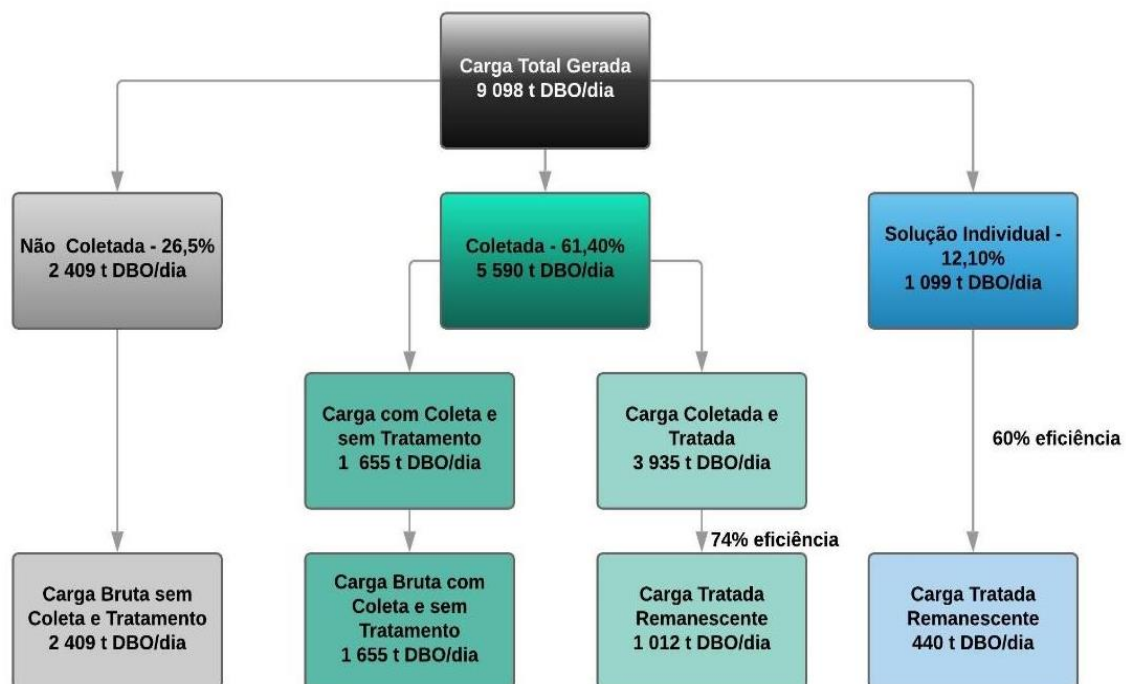 Carga Total Gerada
9 098 t DBO/dia
Não Coletada - 26,5%
2 409 t DBO/dia
Coletada - 61,40%
5 590 t DBO/dia
Solução Individual -
12,10%
1 099 t DBO/dia
Carga com Coleta e
sem Tratamento
1 655 t DBO/dia
Carga Coletada e
Tratada
3 935 t DBO/dia
60% eficiência
74% eficiência
Carga Bruta sem
Coleta e Tratamento
2 409 t DBO/dia
Carga Bruta com
Coleta e sem
Tratamento
1 655 t DBO/dia
Carga Tratada
Remanescente
1 012 t DBO/dia
Carga Tratada
Remanescente
440 t DBO/dia